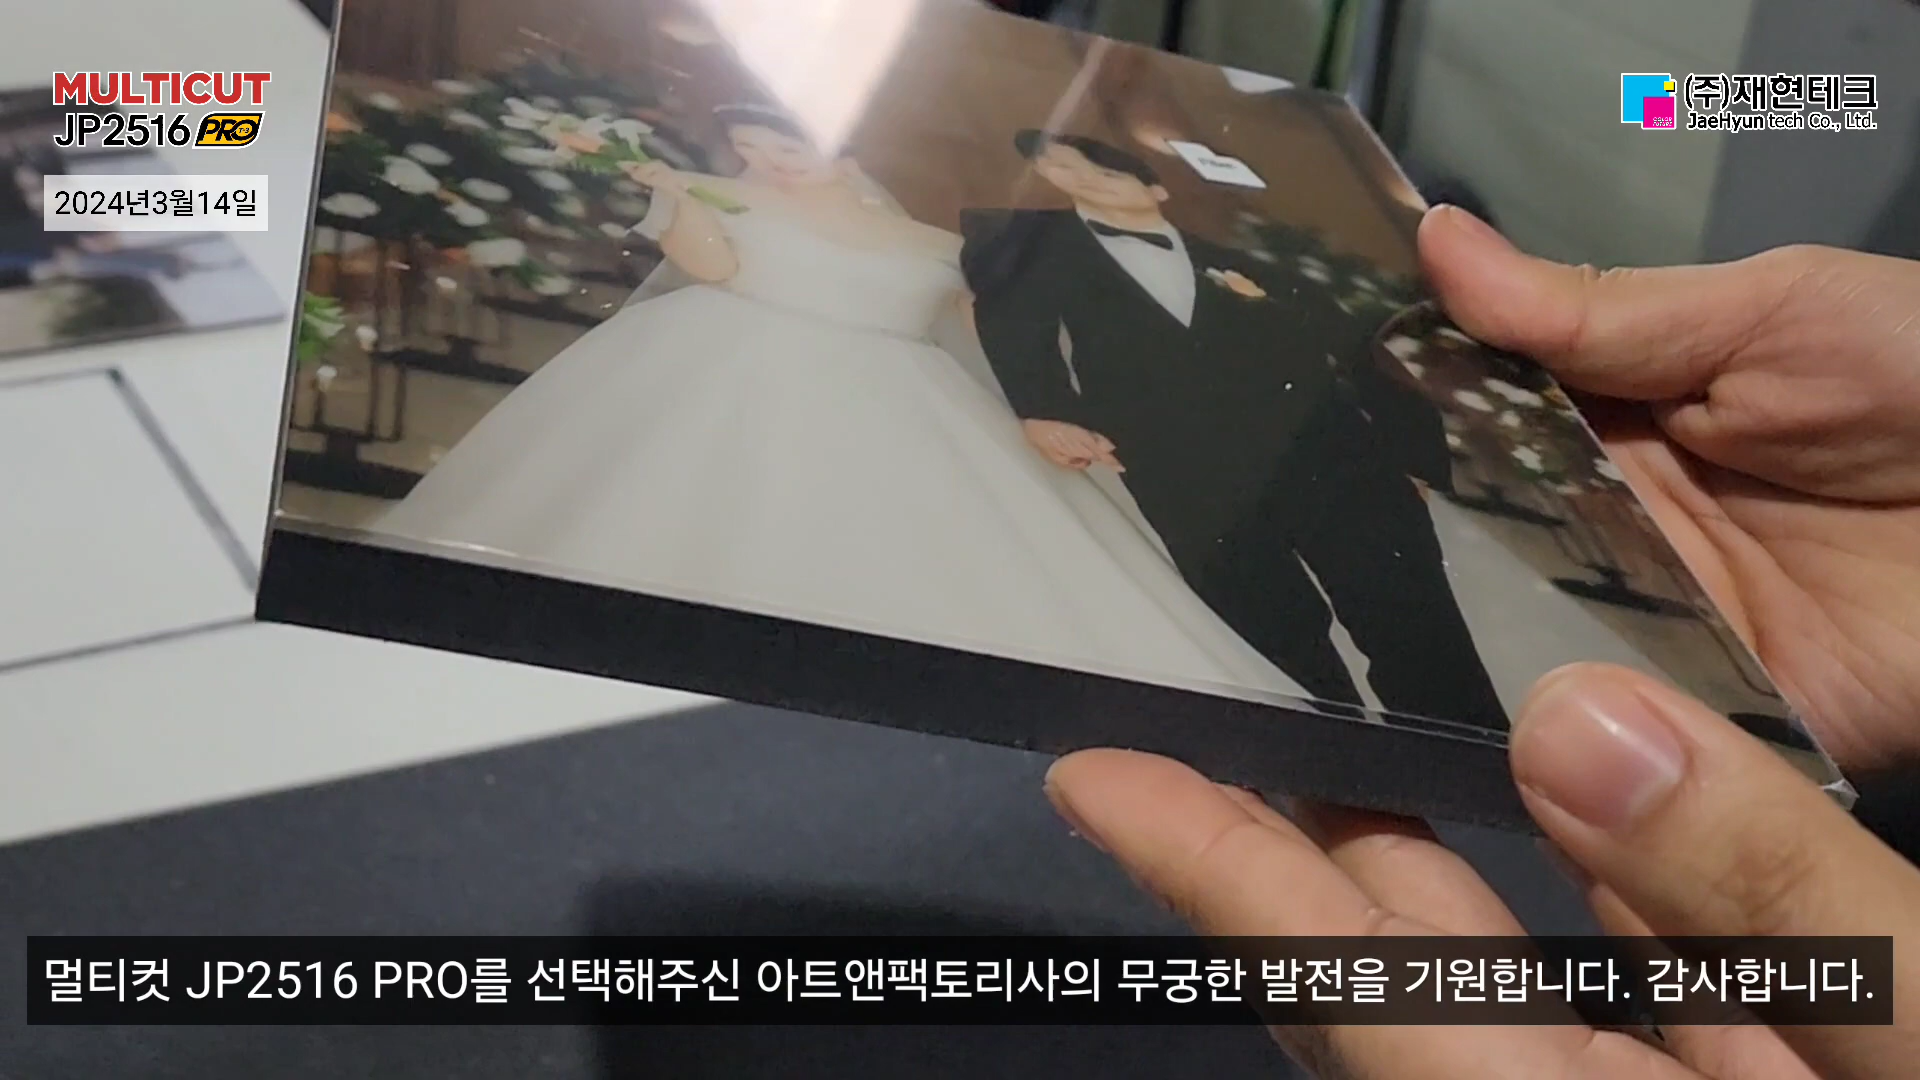 MULTICUT
JP2516 PRO T-3
2024년3월14일
(주)재현테크
JaeHyun tech Co., Ltd.
COLOR
FUTURE
멀티컷 JP2516 PRO를 선택해주신 아트앤팩토리사의 무궁한 발전을 기원합니다. 감사합니다.